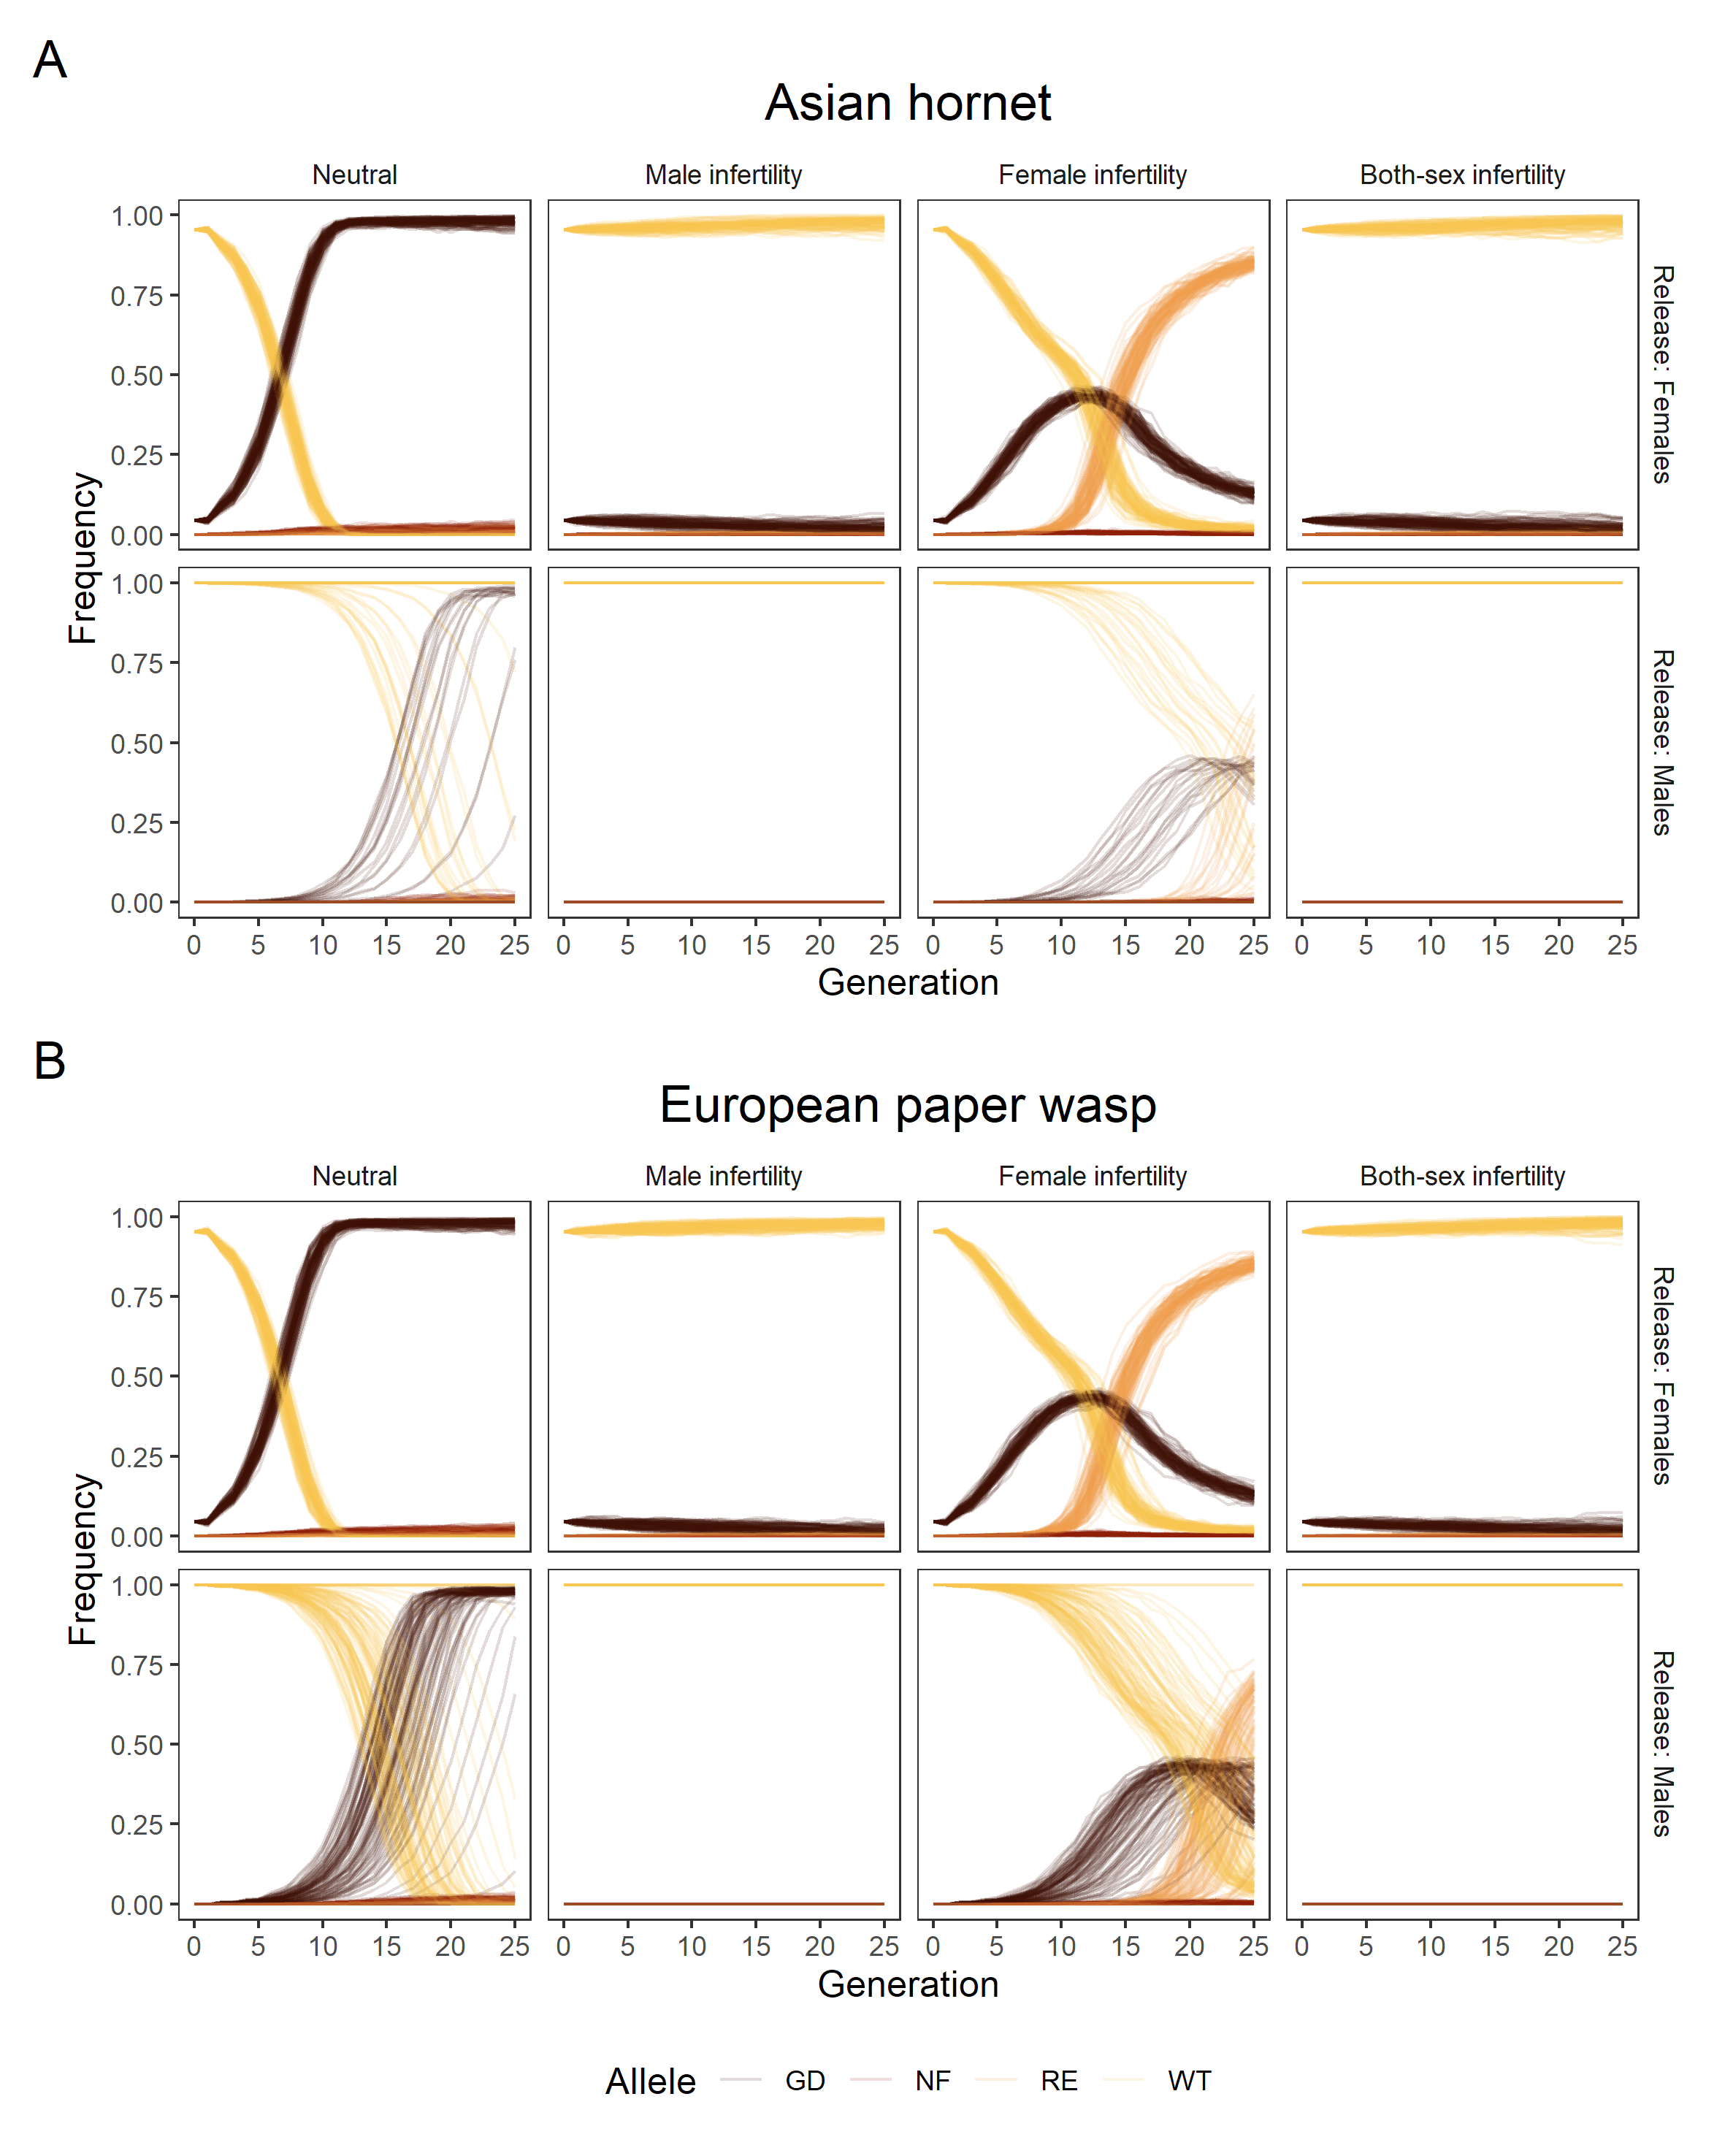 A
Asian hornet
Neutral Male infertility Female infertility Both-sex infertility
1.00
0.75
0.50
0.25
0.00
Release: Females
Frequency
1.00
0.75
0.50
0.25
0.00
Release: Males
0 5 10 15 20 25 0 5 10 15 20 25 0 5 10 15 20 25 0 5 10 15 20 25
Generation
B
European paper wasp
Neutral Male infertility Female infertility Both-sex infertility
1.00
0.75
0.50
0.25
0.00
Release: Females
Frequency
1.00
0.75
0.50
0.25
0.00
Release: Males
0 5 10 15 20 25 0 5 10 15 20 25 0 5 10 15 20 25 0 5 10 15 20 25
Generation
Allele GD NF RE WT